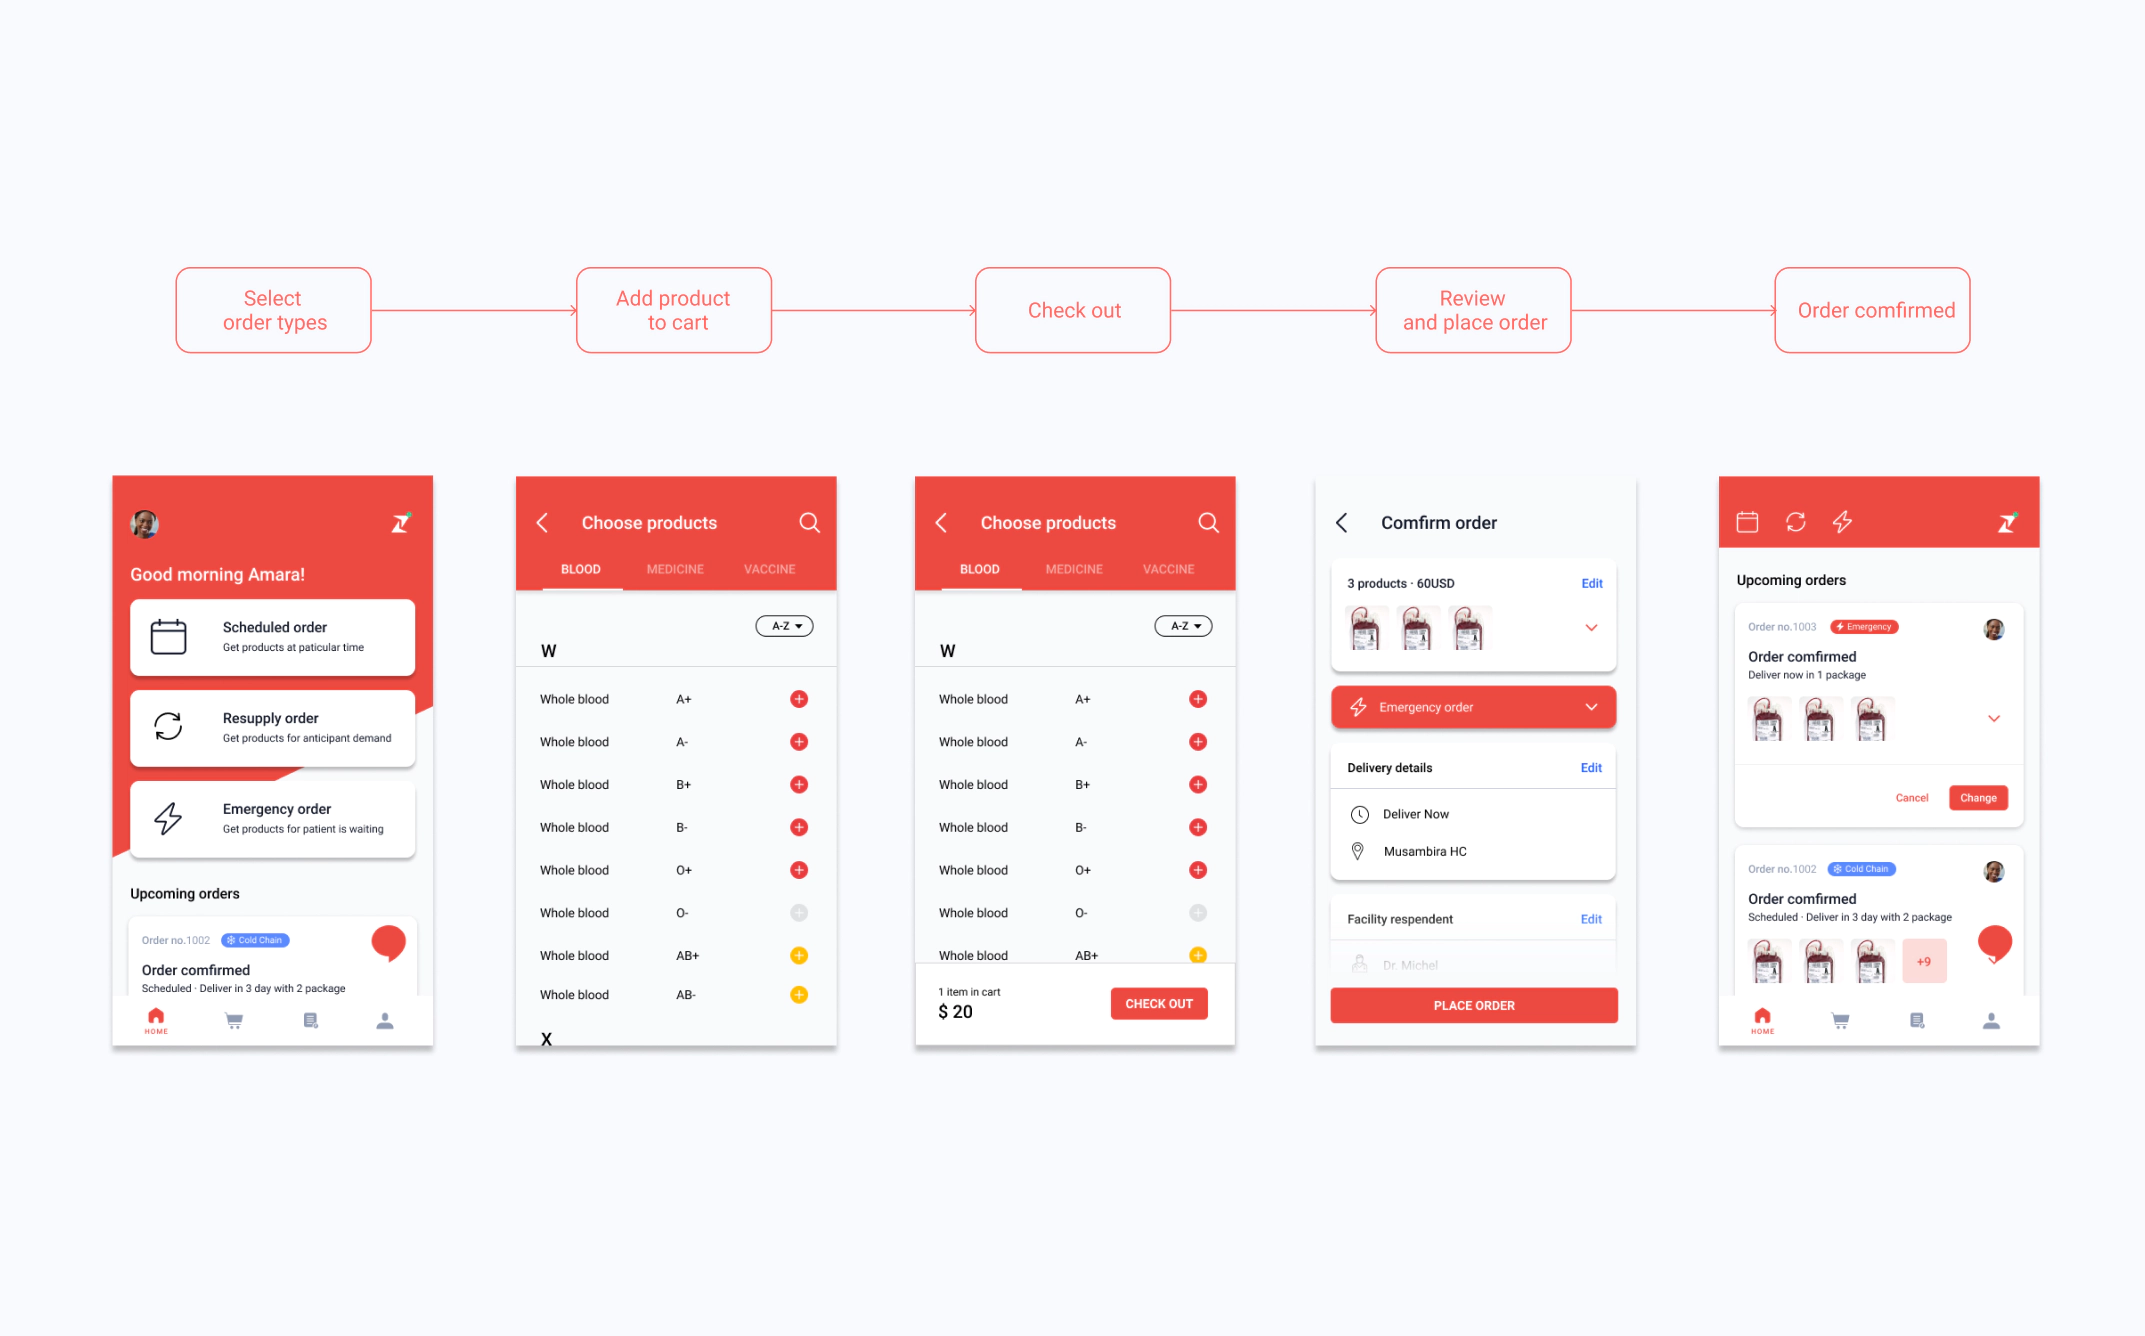 Select
order types
Add product
to cart
Check out
Review
and place order
Order comfirmed
Good morning Amara!
Scheduled order
Get products at paticular time
Resupply order
Get products for anticipant demand
Emergency order
Get products for patient is waiting
Upcoming orders
Order no.1002 Cold Chain
Order comfirmed
Scheduled · Deliver in 3 day with 2 package
HOME
Choose products
BLOOD MEDICINE VACCINE
A-Z
W
Whole blood A+
Whole blood A-
Whole blood B+
Whole blood B-
Whole blood O+
Whole blood O-
Whole blood AB+
Whole blood AB-
X
Choose products
BLOOD MEDICINE VACCINE
A-Z
W
Whole blood A+
Whole blood A-
Whole blood B+
Whole blood B-
Whole blood O+
Whole blood O-
Whole blood AB+
1 item in cart
$ 20
CHECK OUT
Comfirm order
3 products · 60USD Edit
Emergency order
Delivery details Edit
Deliver Now
Musambira HC
Facility respendent Edit
Dr. Michel
PLACE ORDER
Upcoming orders
Order no.1003 Emergency
Order comfirmed
Deliver now in 1 package
Cancel Change
Order no.1002 Cold Chain
Order comfirmed
Scheduled · Deliver in 3 day with 2 package
+9
HOME